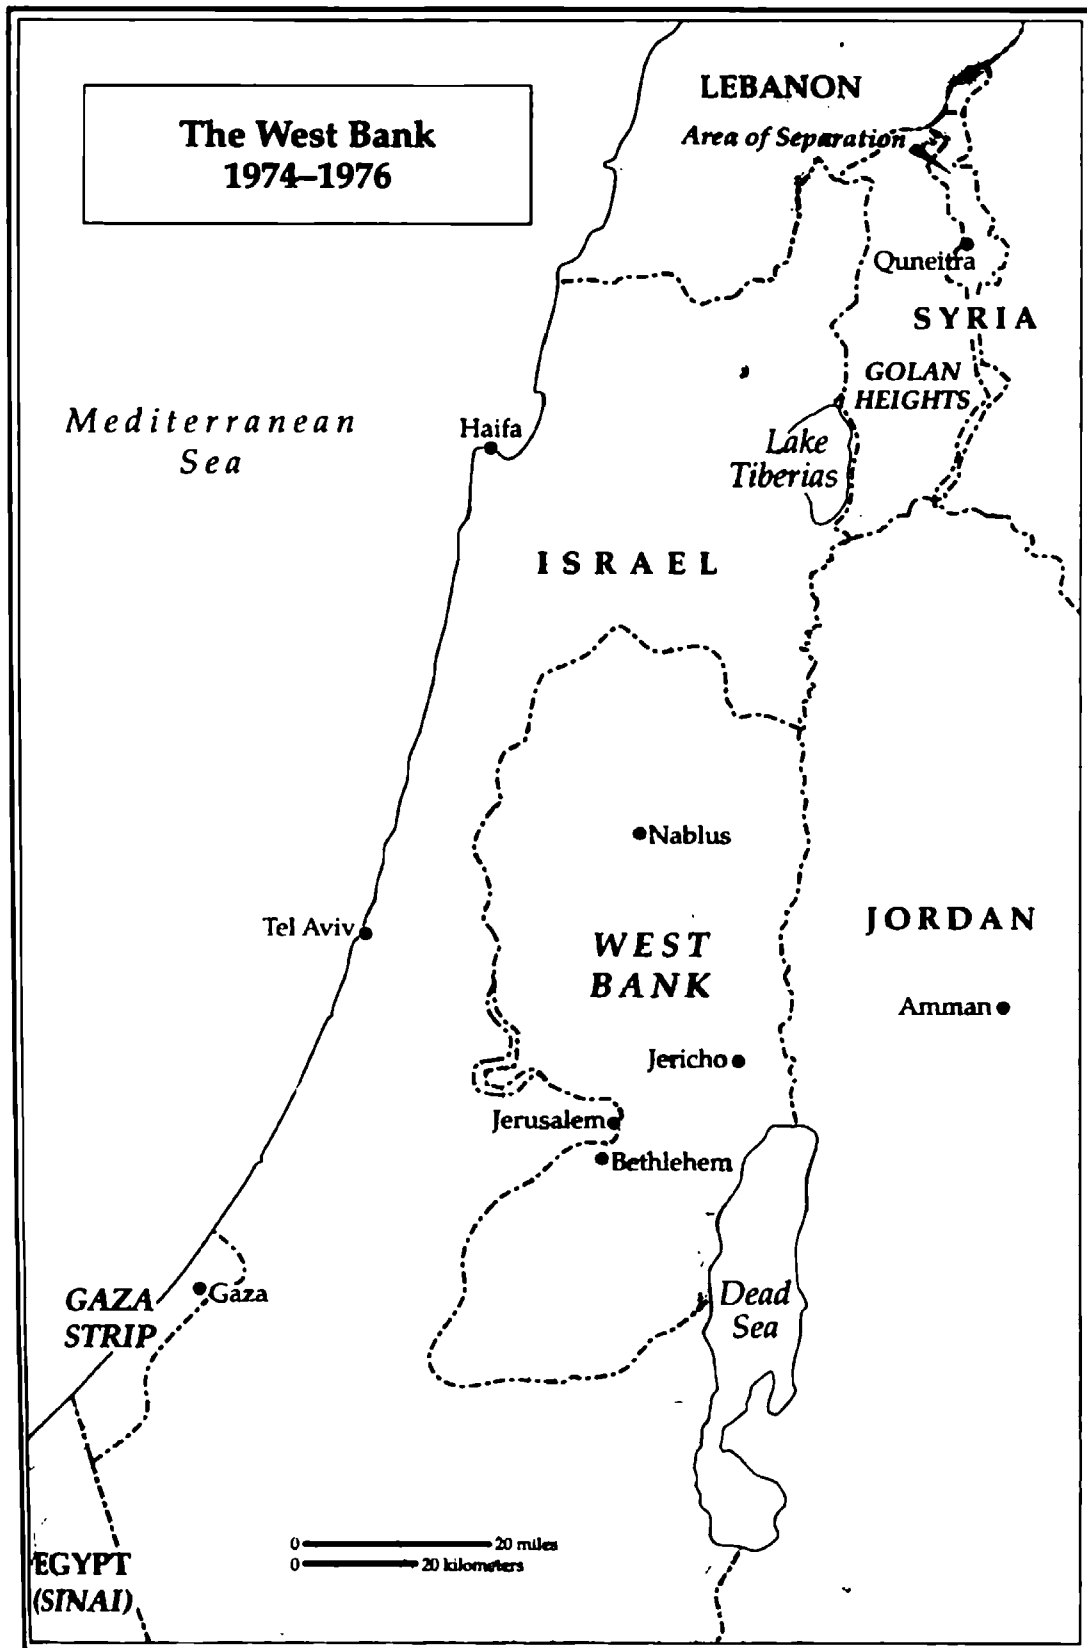 The West Bank
1974–1976
LEBANON
Area of Separation
Quneitra
SYRIA
GOLAN
HEIGHTS
Mediterranean
Sea
Haifa
Lake
Tiberias
ISRAEL
Nablus
Tel Aviv
WEST
BANK
JORDAN
Amman
Jericho
Jerusalem
Bethlehem
GAZA
STRIP
Gaza
Dead
Sea
0 20 miles
0 20 kilometers
EGYPT
(SINAI)